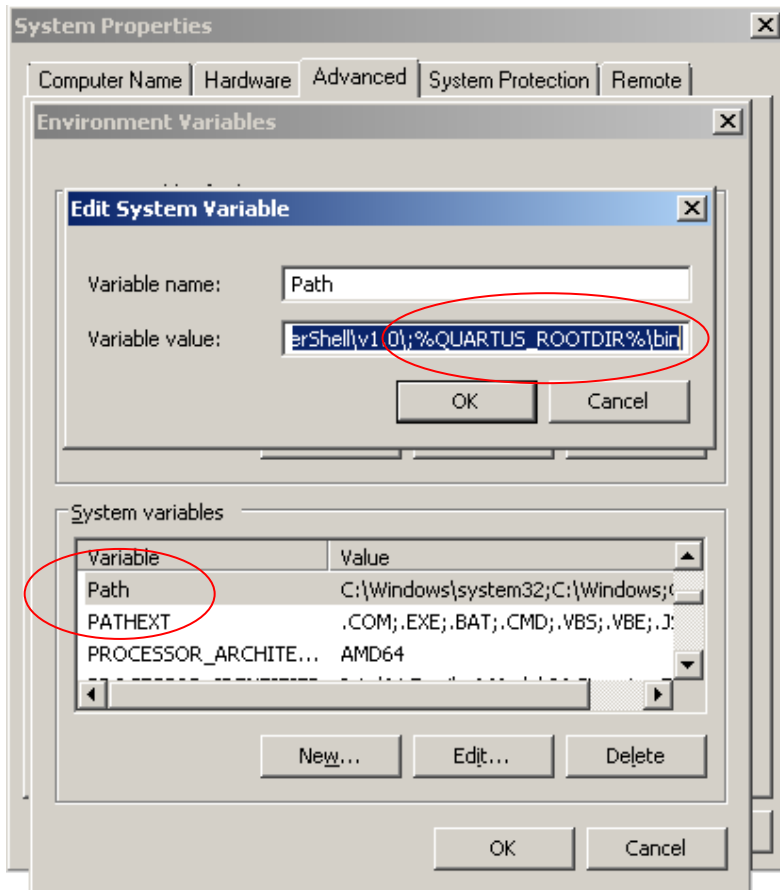 System Properties
Computer Name Hardware Advanced System Protection Remote
Environment Variables
Edit System Variable
Variable name: Path
Variable value: erShell\v1.0\;%QUARTUS_ROOTDIR%\bin
OK Cancel
System variables
Variable Value
Path C:\Windows\system32;C:\Windows;
PATHEXT .COM;.EXE;.BAT;.CMD;.VBS;.VBE;.JS
PROCESSOR_ARCHITE... AMD64
New... Edit... Delete
OK Cancel